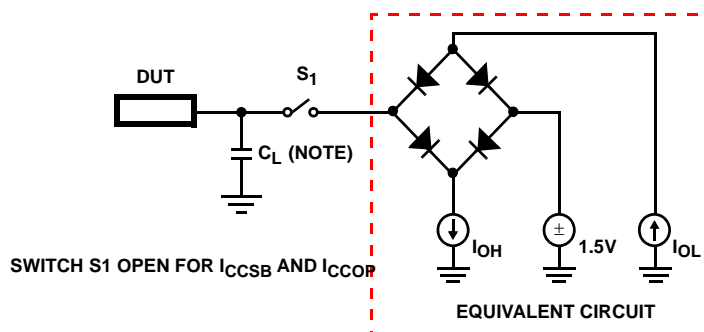 DUT
S1
CL (NOTE)
IOH
±
1.5V
IOL
SWITCH S1 OPEN FOR ICCSB AND ICCOP
EQUIVALENT CIRCUIT